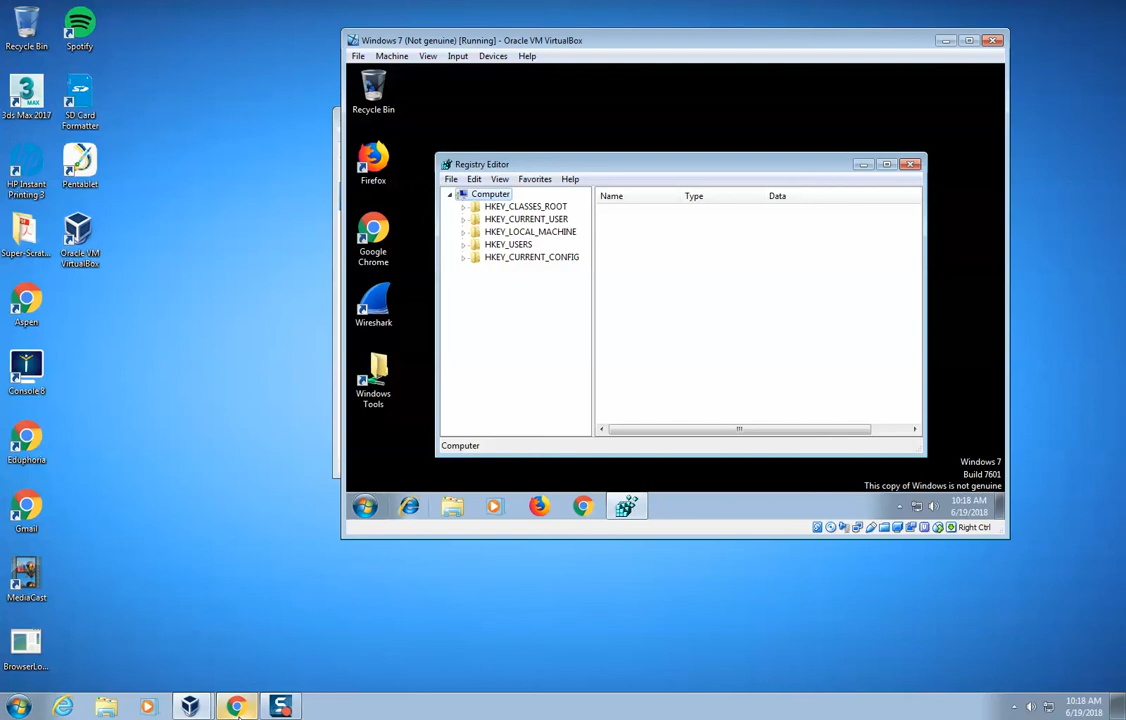 Recycle Bin
Spotify
3ds Max 2017
SD Card
Formatter
HP Instant
Printing 3
Pentablet
Super-Scrat...
Oracle VM
VirtualBox
Aspen
Console 8
Eduphoria
Gmail
MediaCast
BrowserLo...
Windows 7 (Not genuine) [Running] - Oracle VM VirtualBox
File Machine View Input Devices Help
Recycle Bin
Firefox
Google
Chrome
Wireshark
Windows
Tools
Registry Editor
File Edit View Favorites Help
Computer
HKEY_CLASSES_ROOT
HKEY_CURRENT_USER
HKEY_LOCAL_MACHINE
HKEY_USERS
HKEY_CURRENT_CONFIG
Name Type Data
Computer
Windows 7
Build 7601
This copy of Windows is not genuine
10:18 AM
6/19/2018
Right Ctrl
10:18 AM
6/19/2018